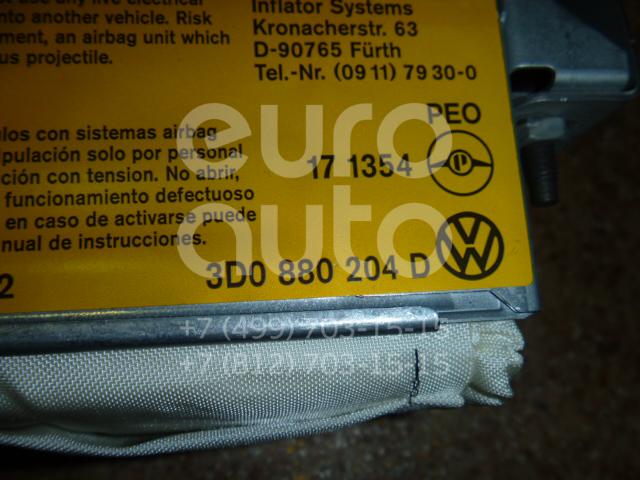 use any live electrical
into another vehicle. Risk
ment, an airbag unit which
us projectile.
Inflator Systems
Kronacherstr. 63
D-90765 Fürth
Tel.-Nr. (09 11) 79 30-0
ulos con sistemas airbag
ipulación solo por personal
ción con tension. No abrir,
funcionamiento defectuoso
en caso de activarse puede
nual de instrucciones.
PEO
17 1354
P
2
3D0 880 204 D
VW
euro
auto
+7 (499) 703-15-15
+7 (812) 703-15-15